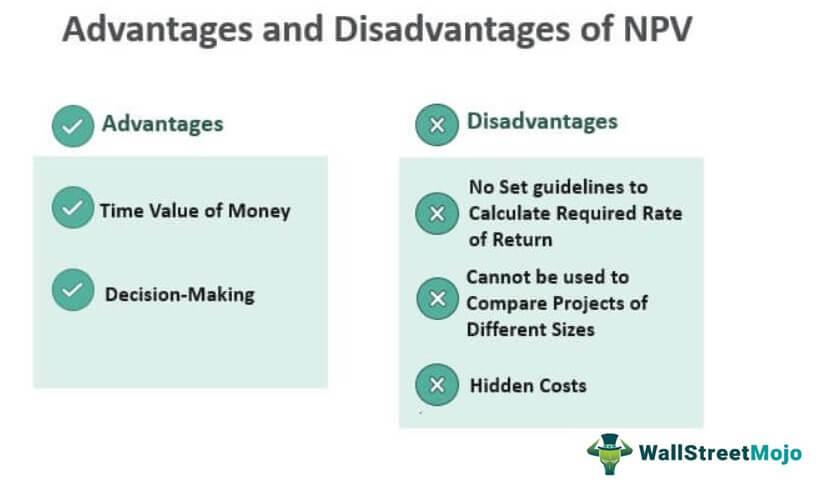 Advantages and Disadvantages of NPV
Advantages
Time Value of Money
Decision-Making
Disadvantages
No Set guidelines to
Calculate Required Rate
of Return
Cannot be used to
Compare Projects of
Different Sizes
Hidden Costs
WallStreetMojo